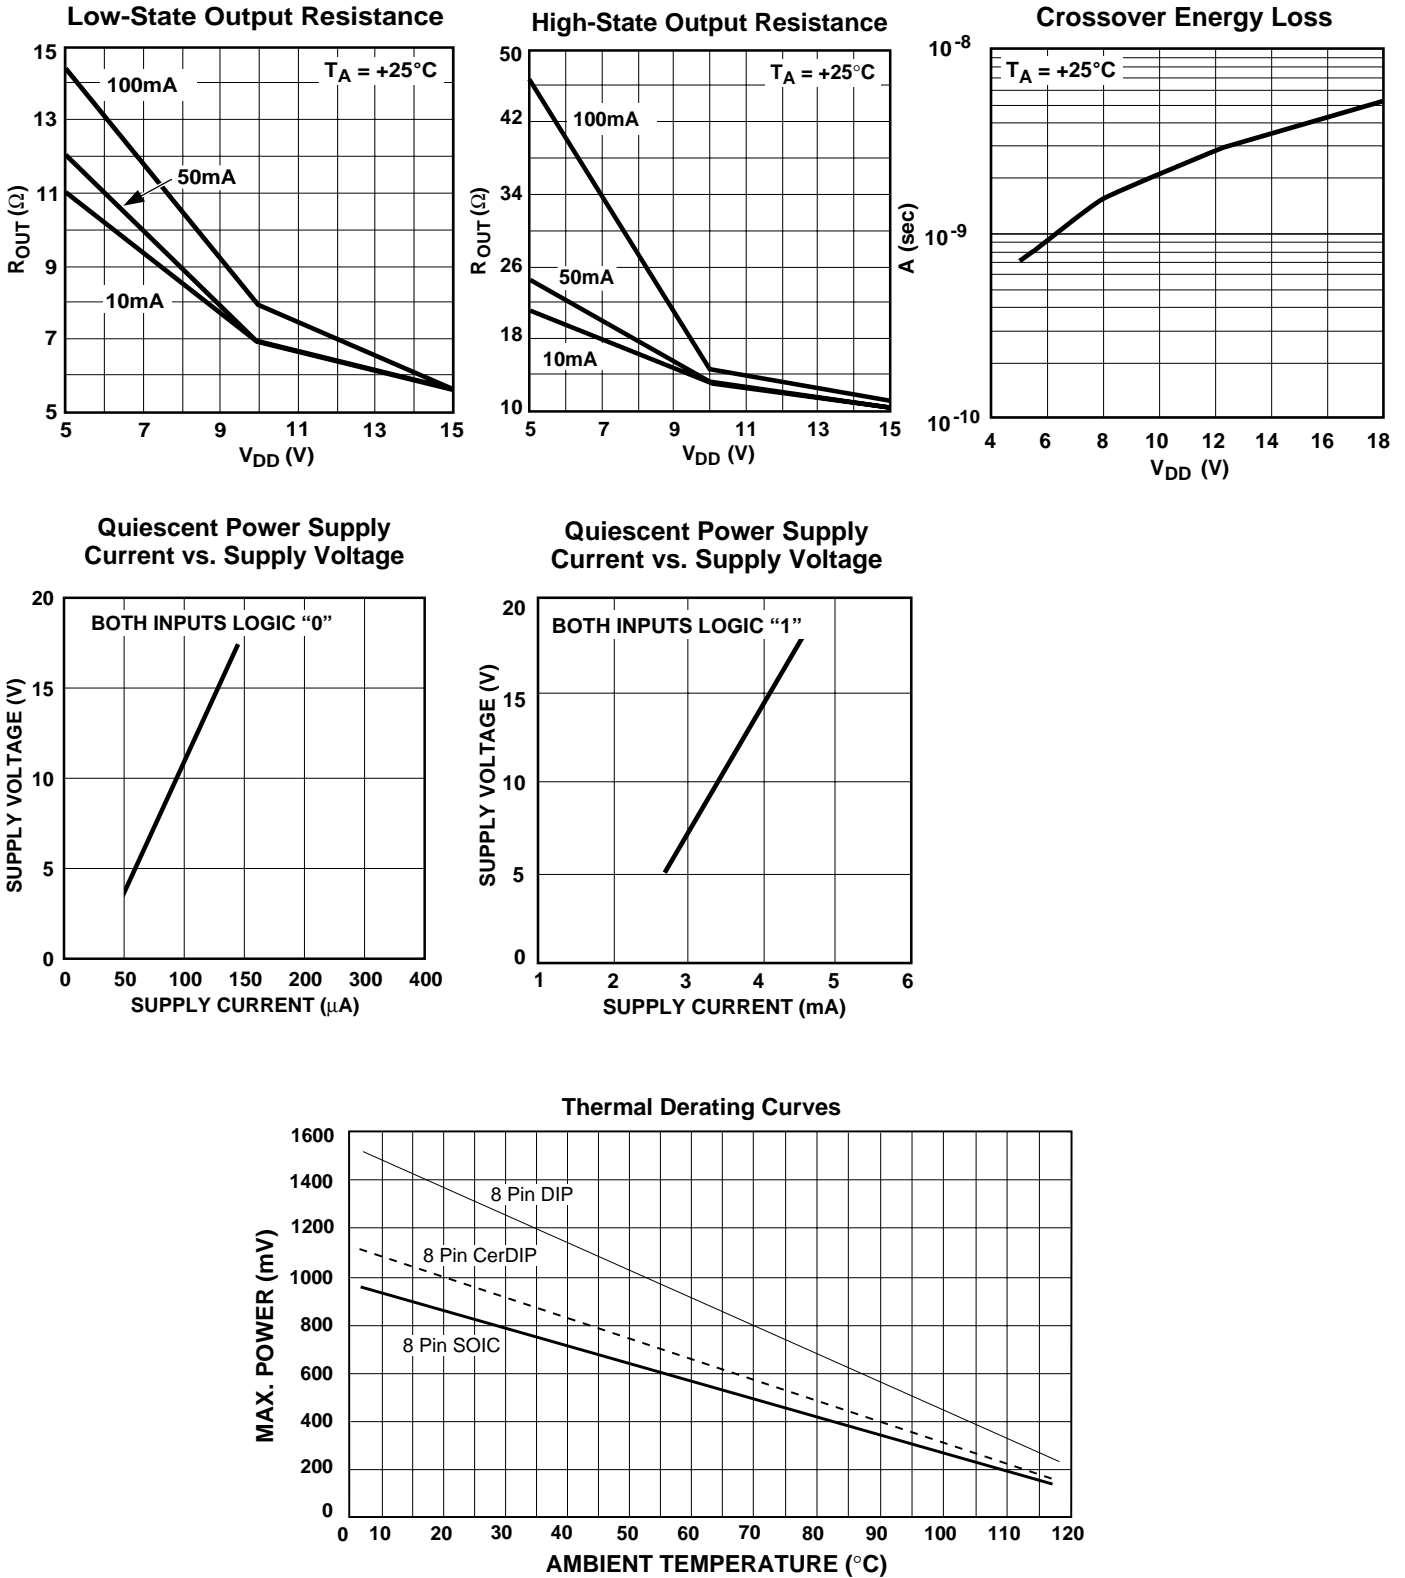 Low-State Output Resistance
15
13
11
9
7
5
R_OUT (Ω)
T_A = +25°C
100mA
50mA
10mA
5 7 9 11 13 15
V_DD (V)
High-State Output Resistance
50
42
34
26
18
10
R_OUT (Ω)
T_A = +25°C
100mA
50mA
10mA
5 7 9 11 13 15
V_DD (V)
Crossover Energy Loss
10^-8
10^-9
10^-10
A (sec)
T_A = +25°C
4 6 8 10 12 14 16 18
V_DD (V)
Quiescent Power Supply
Current vs. Supply Voltage
20
15
10
5
0
SUPPLY VOLTAGE (V)
BOTH INPUTS LOGIC “0”
0 50 100 150 200 300 400
SUPPLY CURRENT (μA)
Quiescent Power Supply
Current vs. Supply Voltage
20
15
10
5
0
SUPPLY VOLTAGE (V)
BOTH INPUTS LOGIC “1”
1 2 3 4 5 6
SUPPLY CURRENT (mA)
Thermal Derating Curves
1600
1400
1200
1000
800
600
400
200
0
MAX. POWER (mV)
8 Pin DIP
8 Pin CerDIP
8 Pin SOIC
0 10 20 30 40 50 60 70 80 90 100 110 120
AMBIENT TEMPERATURE (°C)